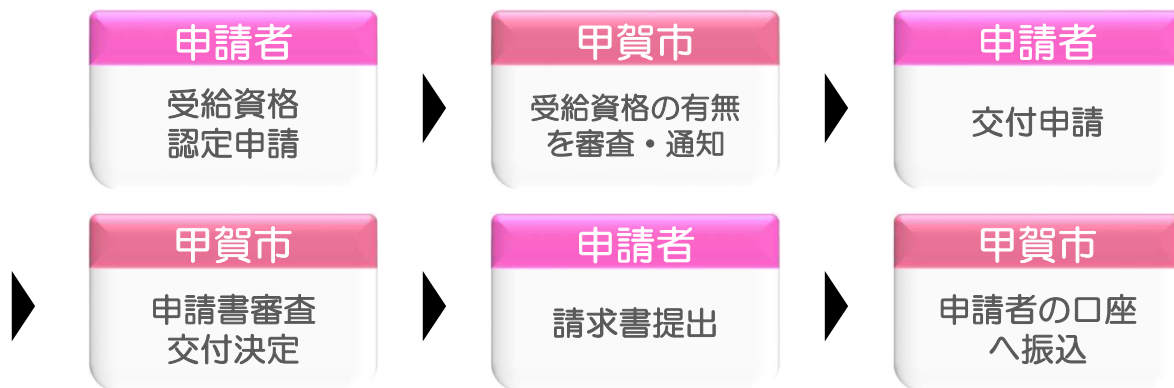 申請者
受給資格
認定申請
甲賀市
受給資格の有無
を審査・通知
申請者
交付申請
甲賀市
申請書審査
交付決定
申請者
請求書提出
甲賀市
申請者の口座
へ振込